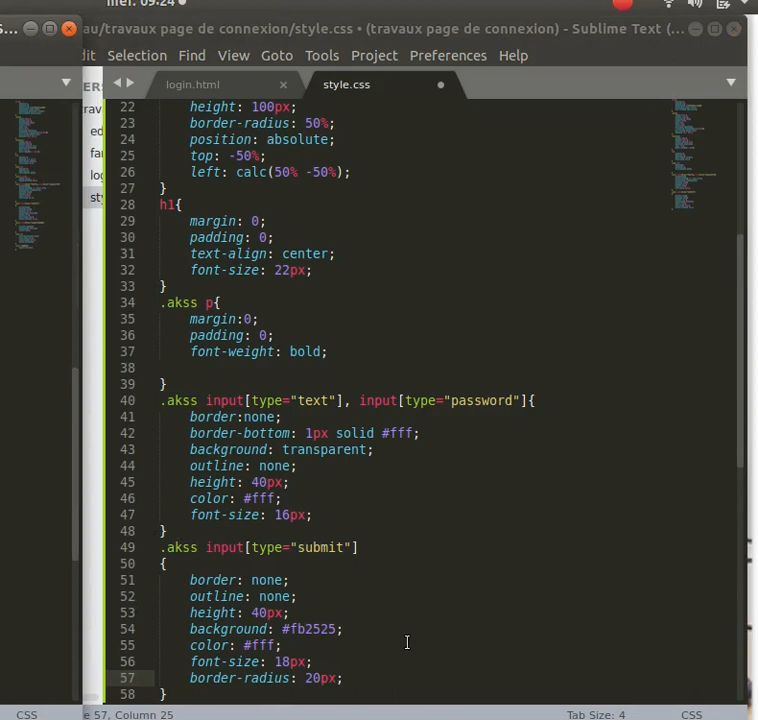 mer. 09:24
S... au/travaux page de connexion/style.css • (travaux page de connexion) - Sublime Text (...
dit Selection Find View Goto Tools Project Preferences Help
login.html × style.css
22 height: 100px;
23 border-radius: 50%;
24 position: absolute;
25 top: -50%;
26 left: calc(50% -50%);
27 }
28 h1{
29 margin: 0;
30 padding: 0;
31 text-align: center;
32 font-size: 22px;
33 }
34 .akss p{
35 margin:0;
36 padding: 0;
37 font-weight: bold;
38
39 }
40 .akss input[type="text"], input[type="password"]{
41 border:none;
42 border-bottom: 1px solid #fff;
43 background: transparent;
44 outline: none;
45 height: 40px;
46 color: #fff;
47 font-size: 16px;
48 }
49 .akss input[type="submit"]
50 {
51 border: none;
52 outline: none;
53 height: 40px;
54 background: #fb2525;
55 color: #fff;
56 font-size: 18px;
57 border-radius: 20px;
58 }
CSS e 57, Column 25 Tab Size: 4 CSS